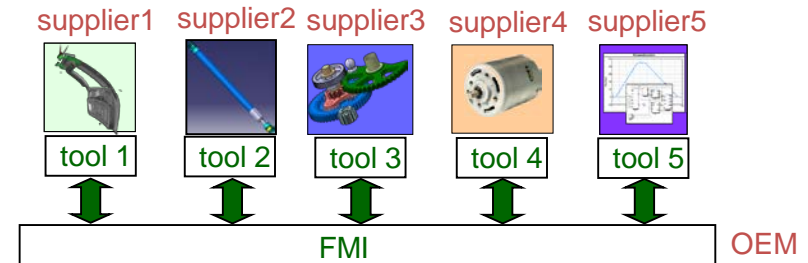 supplier1 supplier2 supplier3 supplier4 supplier5
tool 1 tool 2 tool 3 tool 4 tool 5
FMI OEM